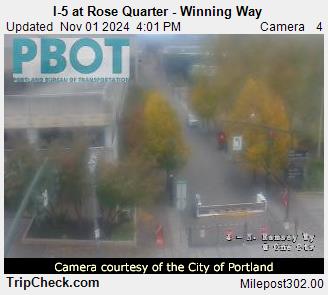 I-5 at Rose Quarter - Winning Way
Updated Nov 01 2024 4:01 PM Camera 4
PBOT
PORTLAND BUREAU OF TRANSPORTATION
Camera courtesy of the City of Portland
TripCheck.com Milepost302.00